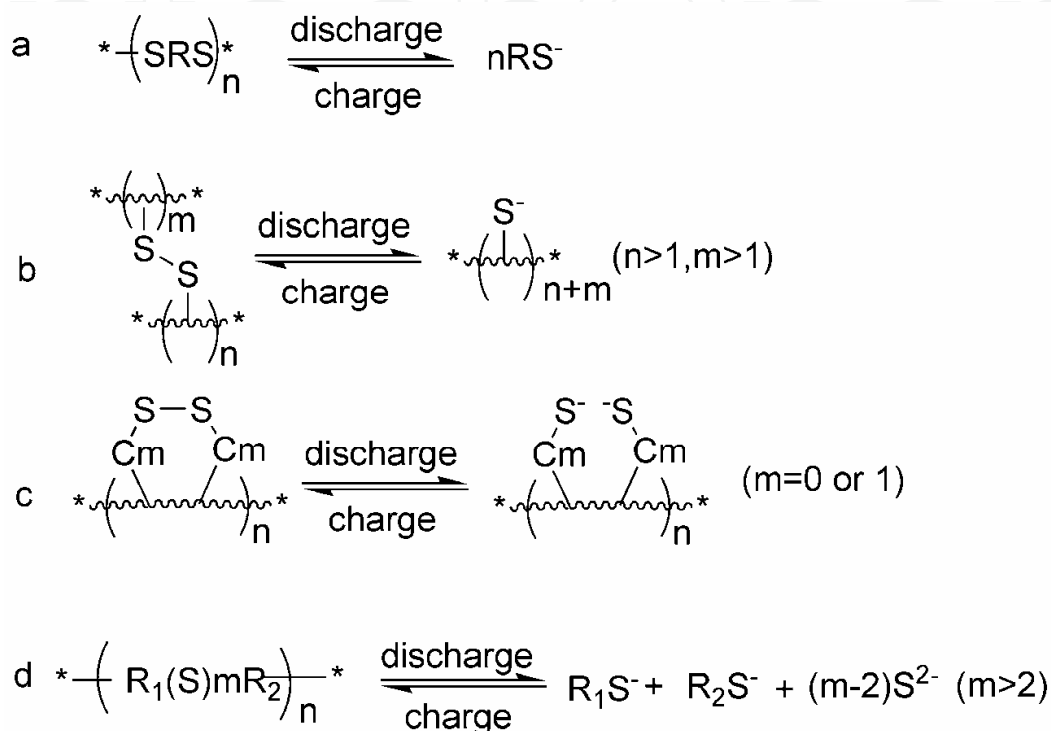 a *(SRS)*n discharge charge nRS⁻
b *( )m* S S *( )n* discharge charge S⁻ *( )*n+m (n>1,m>1)
c S—S Cm Cm *( )n* discharge charge S⁻ ⁻S Cm Cm *( )n* (m=0 or 1)
d *( R₁(S)mR₂ )n* discharge charge R₁S⁻ + R₂S⁻ + (m-2)S²⁻ (m>2)